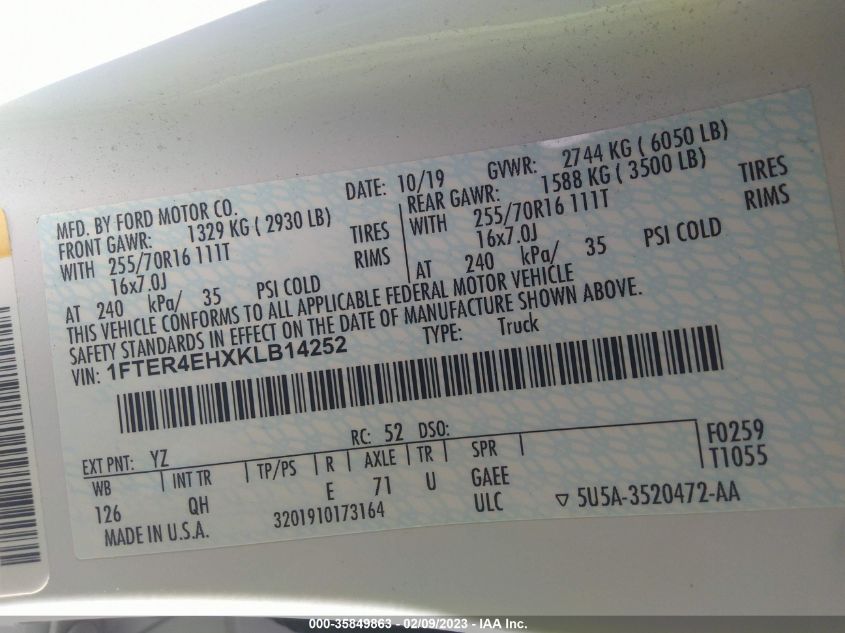 MFD. BY FORD MOTOR CO. DATE: 10/19 GVWR: 2744 KG ( 6050 LB)
FRONT GAWR: 1329 KG ( 2930 LB) REAR GAWR: 1588 KG ( 3500 LB)
WITH 255/70R16 111T TIRES WITH 255/70R16 111T TIRES
16x7.0J RIMS 16x7.0J RIMS
AT 240 kPa/ 35 PSI COLD AT 240 kPa/ 35 PSI COLD
THIS VEHICLE CONFORMS TO ALL APPLICABLE FEDERAL MOTOR VEHICLE
SAFETY STANDARDS IN EFFECT ON THE DATE OF MANUFACTURE SHOWN ABOVE.
VIN: 1FTER4EHXKLB14252 TYPE: Truck
EXT PNT: YZ RC: 52 DSO: F0259
WB INT TR TP/PS R AXLE TR SPR T1055
126 QH E 71 U GAEE
MADE IN U.S.A. 3201910173164 ULC ▽ 5U5A-3520472-AA
000-35849863 - 02/09/2023 - IAA Inc.